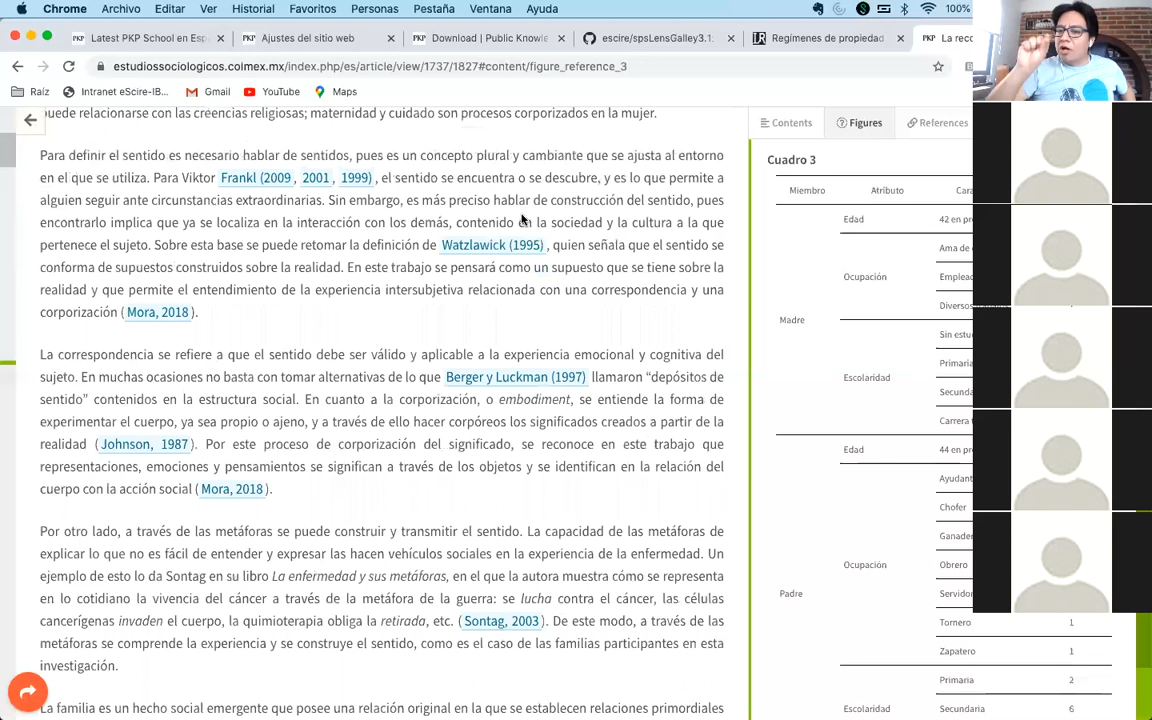 Chrome Archivo Editar Ver Historial Favoritos Personas Pestaña Ventana Ayuda 100%
PKP Latest PKP School en Esp PKP Ajustes del sitio web PKP Download | Public Knowle escire/spsLensGalley3.1: Regímenes de propiedad PKP La reco
estudiossociologicos.colmex.mx/index.php/es/article/view/1737/1827#content/figure_reference_3
Raíz Intranet eScire-IB... Gmail YouTube Maps
puede relacionarse con las creencias religiosas; maternidad y cuidado son procesos corporizados en la mujer.
Para definir el sentido es necesario hablar de sentidos, pues es un concepto plural y cambiante que se ajusta al entorno
en el que se utiliza. Para Viktor Frankl (2009, 2001, 1999), el sentido se encuentra o se descubre, y es lo que permite a
alguien seguir ante circunstancias extraordinarias. Sin embargo, es más preciso hablar de construcción del sentido, pues
encontrarlo implica que ya se localiza en la interacción con los demás, contenido en la sociedad y la cultura a la que
pertenece el sujeto. Sobre esta base se puede retomar la definición de Watzlawick (1995), quien señala que el sentido se
conforma de supuestos construidos sobre la realidad. En este trabajo se pensará como un supuesto que se tiene sobre la
realidad y que permite el entendimiento de la experiencia intersubjetiva relacionada con una correspondencia y una
corporización (Mora, 2018).
La correspondencia se refiere a que el sentido debe ser válido y aplicable a la experiencia emocional y cognitiva del
sujeto. En muchas ocasiones no basta con tomar alternativas de lo que Berger y Luckman (1997) llamaron “depósitos de
sentido” contenidos en la estructura social. En cuanto a la corporización, o embodiment, se entiende la forma de
experimentar el cuerpo, ya sea propio o ajeno, y a través de ello hacer corpóreos los significados creados a partir de la
realidad (Johnson, 1987). Por este proceso de corporización del significado, se reconoce en este trabajo que
representaciones, emociones y pensamientos se significan a través de los objetos y se identifican en la relación del
cuerpo con la acción social (Mora, 2018).
Por otro lado, a través de las metáforas se puede construir y transmitir el sentido. La capacidad de las metáforas de
explicar lo que no es fácil de entender y expresar las hacen vehículos sociales en la experiencia de la enfermedad. Un
ejemplo de esto lo da Sontag en su libro La enfermedad y sus metáforas, en el que la autora muestra cómo se representa
en lo cotidiano la vivencia del cáncer a través de la metáfora de la guerra: se lucha contra el cáncer, las células
cancerígenas invaden el cuerpo, la quimioterapia obliga la retirada, etc. (Sontag, 2003). De este modo, a través de las
metáforas se comprende la experiencia y se construye el sentido, como es el caso de las familias participantes en esta
investigación.
La familia es un hecho social emergente que posee una relación original en la que se establecen relaciones primordiales
Contents Figures References
Cuadro 3
Miembro Atributo Cara
Edad 42 en pr
Ama de
Ocupación Emplea
Diversos
Madre
Sin estu
Primaria
Escolaridad
Secunda
Carrera
Edad 44 en pr
Ayudant
Chofer
Ganade
Ocupación Obrero
Padre Servido
Tornero 1
Zapatero 1
Primaria 2
Escolaridad Secundaria 6